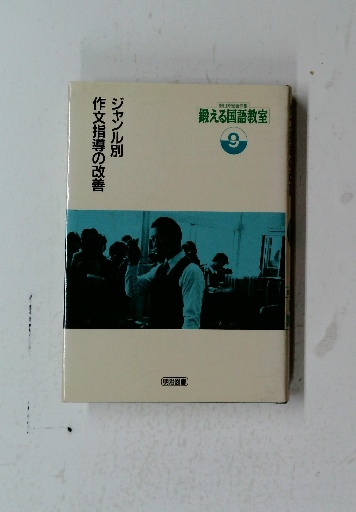 鍛える国語教室
9
ジャンル別
作文指導の改善
明治図書